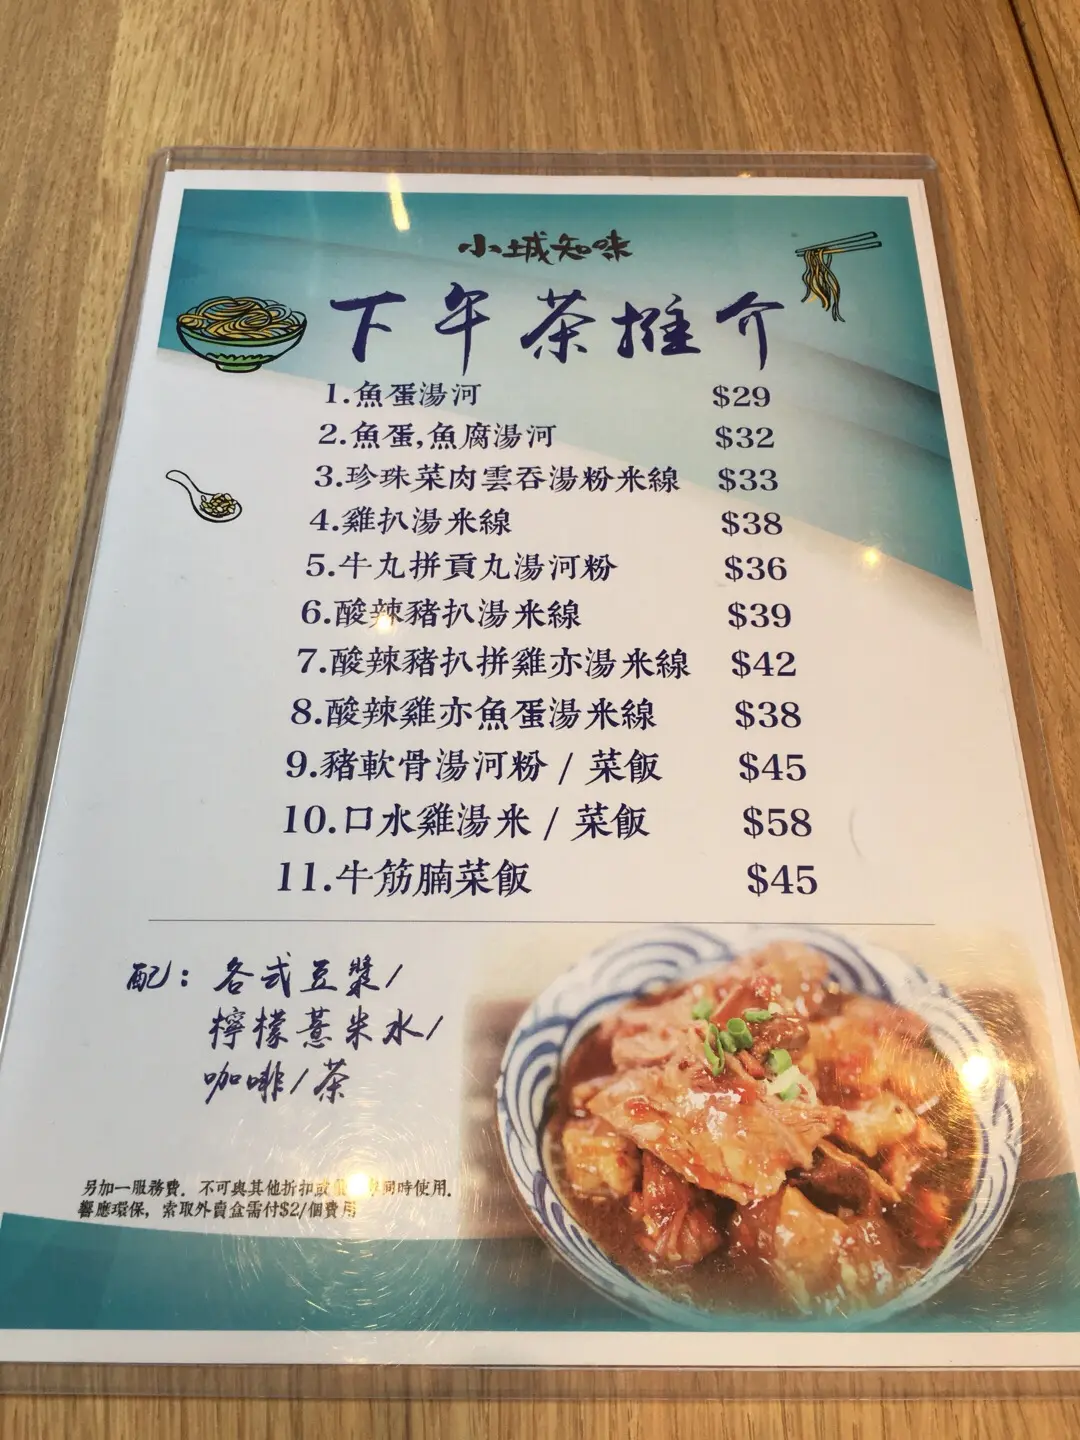 小城知味
下午茶推介
1.魚蛋湯河 $29
2.魚蛋,魚腐湯河 $32
3.珍珠菜肉雲吞湯粉米線 $33
4.雞扒湯米線 $38
5.牛丸拼貢丸湯河粉 $36
6.酸辣豬扒湯米線 $39
7.酸辣豬扒拼雞亦湯米線 $42
8.酸辣雞亦魚蛋湯米線 $38
9.豬軟骨湯河粉 / 菜飯 $45
10.口水雞湯米 / 菜飯 $58
11.牛筋腩菜飯 $45
配：各式豆漿/
檸檬薏米水/
咖啡/茶
另加一服務費，不可與其他折扣或 同時使用.
響應環保，索取外賣盒需付$2/個費用